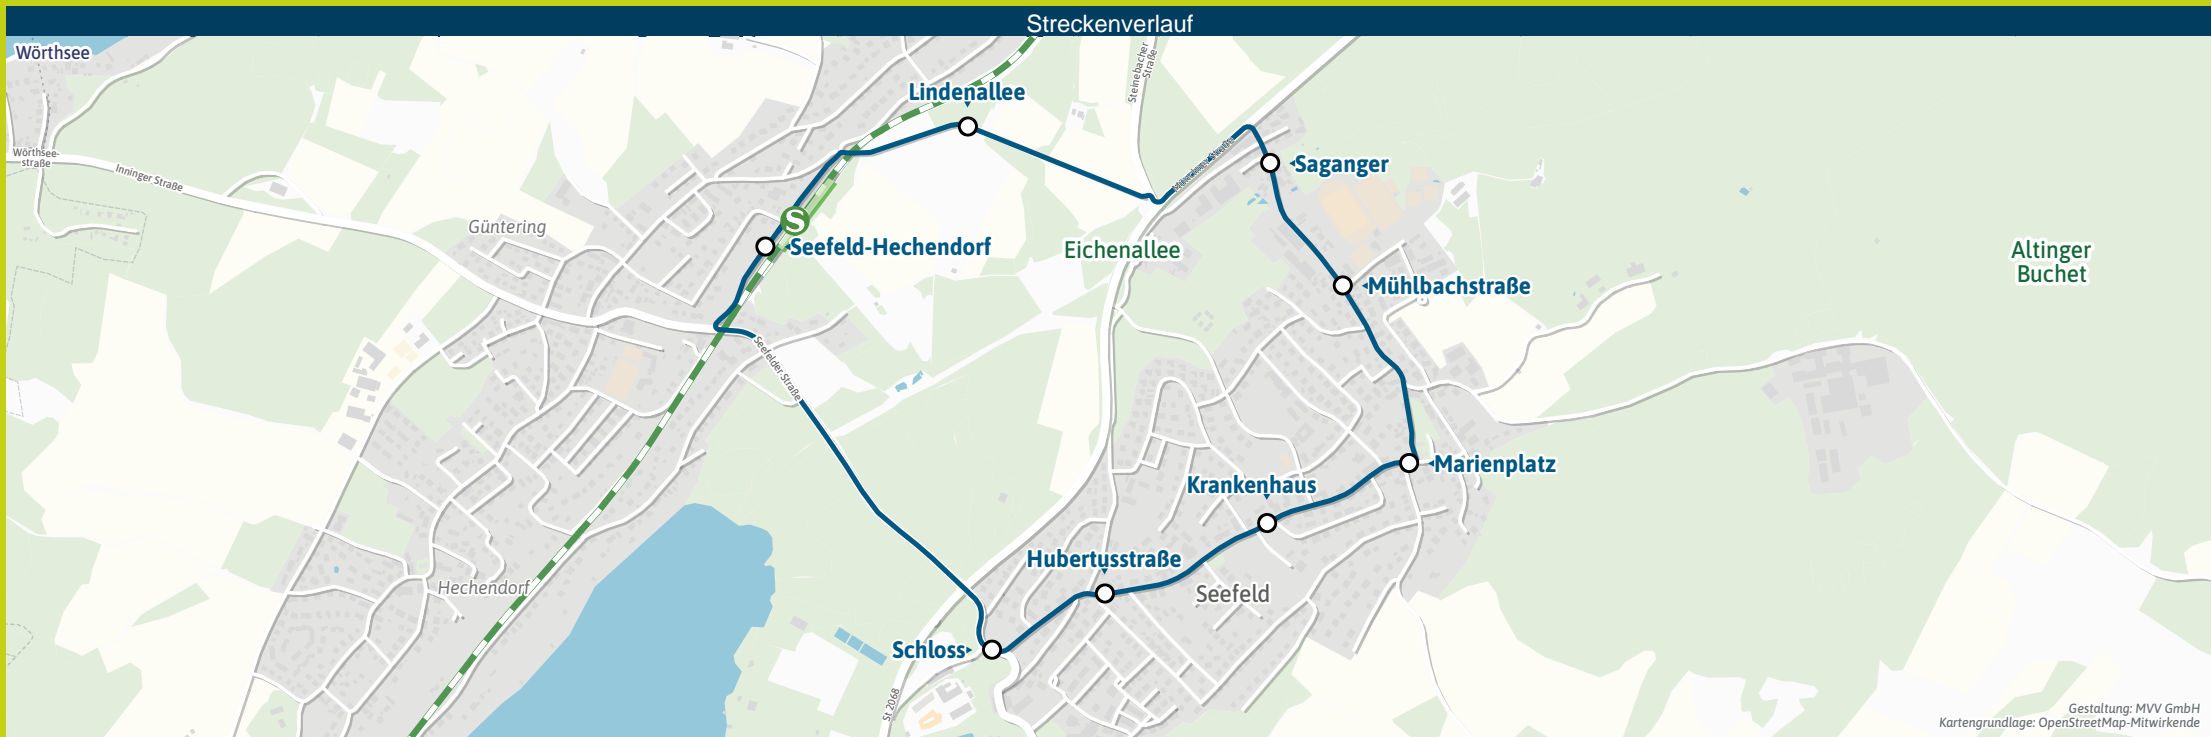 Streckenverlauf
Wörthsee
Lindenallee
Steinebacher
Straße
Wörthsee-
straße
Inninger Straße
Saganger
Güntering
Seefeld-Hechendorf
S
Eichenallee
Altinger
Buchet
Mühlbachstraße
Seefelder-Straße
Marienplatz
Krankenhaus
Hubertusstraße
Hechendorf
Seefeld
Schloss
St 2068
Gestaltung: MVV GmbH
Kartengrundlage: OpenStreetMap-Mitwirkende